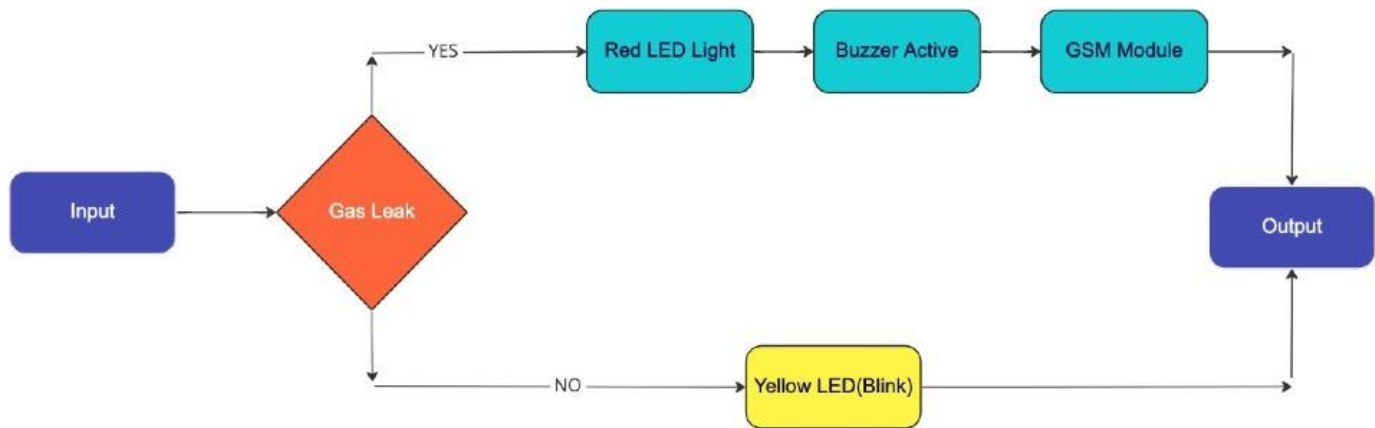 YES
Red LED Light
Buzzer Active
GSM Module
Input
Gas Leak
Output
NO
Yellow LED(Blink)